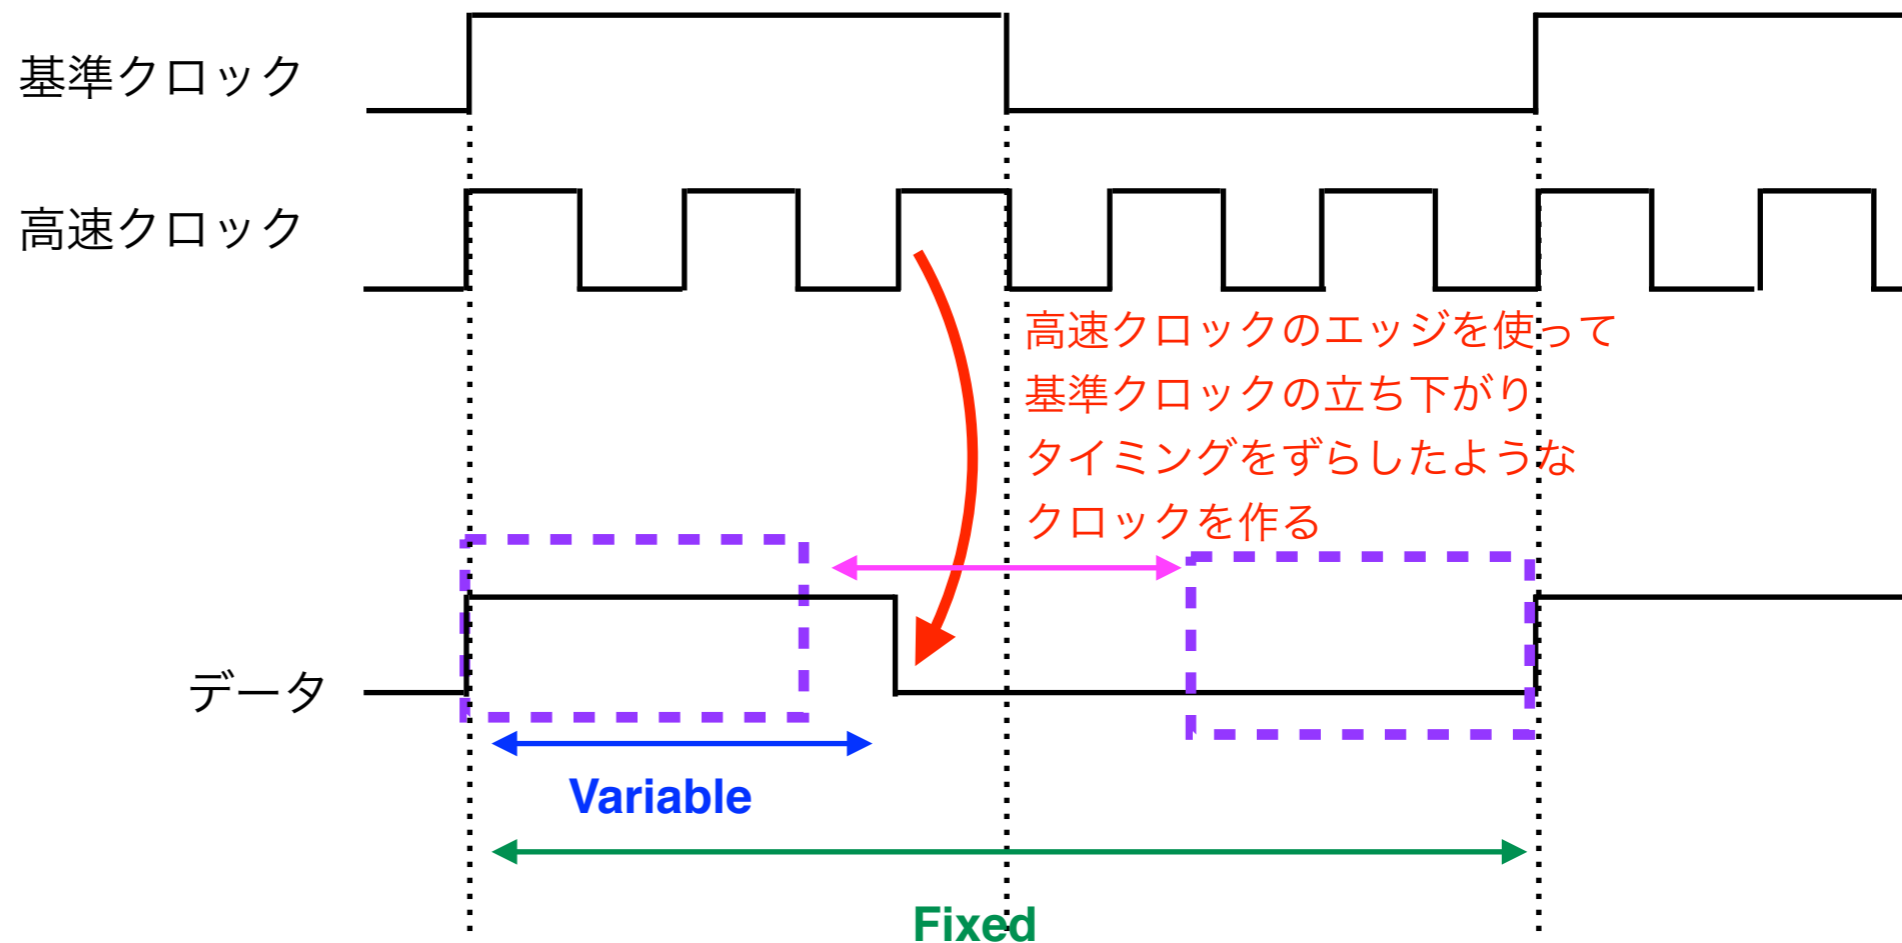 基準クロック
高速クロック
高速クロックのエッジを使って
基準クロックの立ち下がり
タイミングをずらしたような
クロックを作る
データ
Variable
Fixed